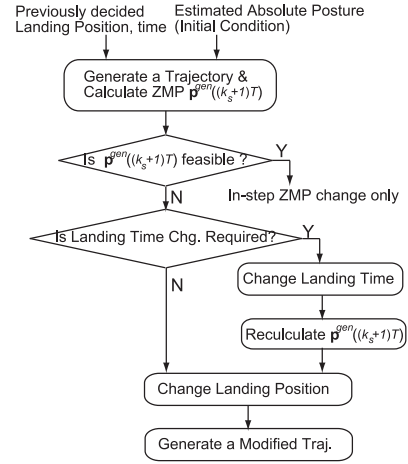 Previously decided
Landing Position, time
Estimated Absolute Posture
(Initial Condition)
Generate a Trajectory &
Calculate ZMP p^gen((k_s+1)T)
Is p^gen((k_s+1)T) feasible ?
Y
In-step ZMP change only
N
Is Landing Time Chg. Required?
Y
Change Landing Time
N
Reculculate p^gen((k_s+1)T)
Change Landing Position
Generate a Modified Traj.